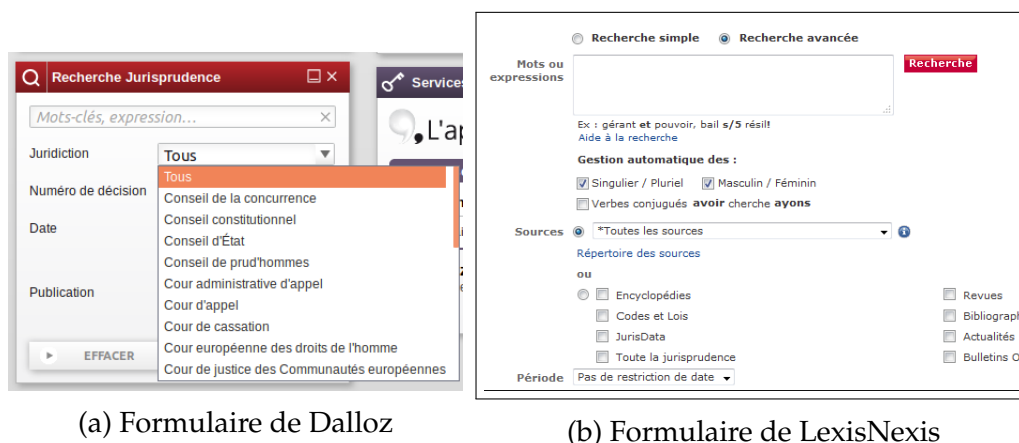 Recherche Jurisprudence
Mots-clés, expression...
Juridiction
Tous
Tous
Numéro de décision
Conseil de la concurrence
Conseil constitutionnel
Date
Conseil d'État
Conseil de prud'hommes
Cour administrative d'appel
Publication
Cour d'appel
Cour de cassation
EFFACER
Cour européenne des droits de l'homme
Cour de justice des Communautés européennes
Services
L'ap
(a) Formulaire de Dalloz
Recherche simple Recherche avancée
Mots ou
expressions
Recherche
Ex : gérant et pouvoir, bail s/5 résil!
Aide à la recherche
Gestion automatique des :
Singulier / Pluriel Masculin / Féminin
Verbes conjugués avoir cherche ayons
Sources *Toutes les sources
Répertoire des sources
ou
Encyclopédies Revues
Codes et Lois Bibliograph
JurisData Actualités
Toute la jurisprudence Bulletins O
Période Pas de restriction de date
(b) Formulaire de LexisNexis